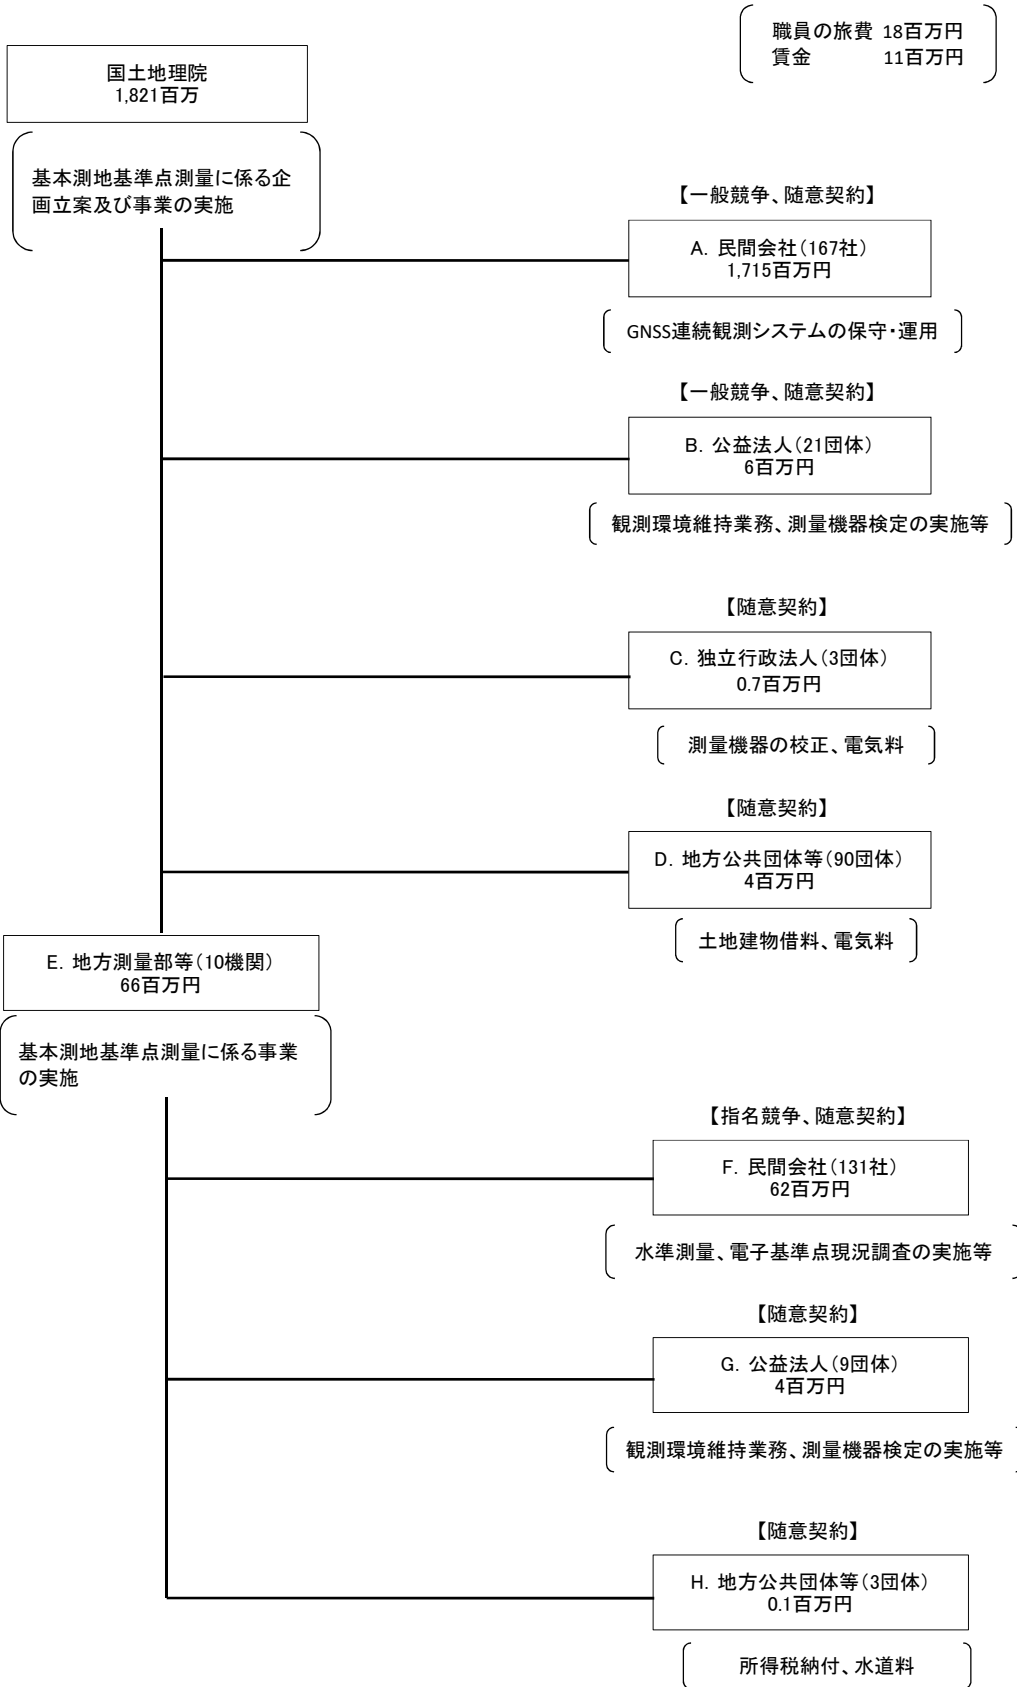 職員の旅費 18百万円
賃金 11百万円
国土地理院
1,821百万
基本測地基準点測量に係る企
画立案及び事業の実施
【一般競争、随意契約】
A．民間会社（167社）
1,715百万円
GNSS連続観測システムの保守・運用
【一般競争、随意契約】
B．公益法人（21団体）
6百万円
観測環境維持業務、測量機器検定の実施等
【随意契約】
C．独立行政法人（3団体）
0.7百万円
測量機器の校正、電気料
【随意契約】
D．地方公共団体等（90団体）
4百万円
土地建物借料、電気料
E．地方測量部等（10機関）
66百万円
基本測地基準点測量に係る事業
の実施
【指名競争、随意契約】
F．民間会社（131社）
62百万円
水準測量、電子基準点現況調査の実施等
【随意契約】
G．公益法人（9団体）
4百万円
観測環境維持業務、測量機器検定の実施等
【随意契約】
H．地方公共団体等（3団体）
0.1百万円
所得税納付、水道料